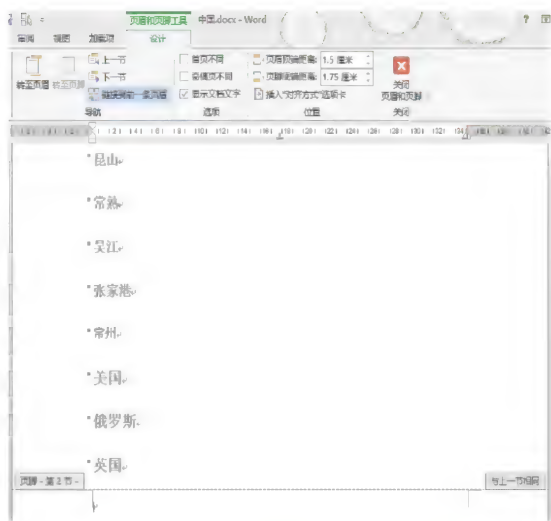 页眉和页脚工具 中国.docx - Word ?
审阅 视图 加载项 设计
转至页眉 转至页脚
上一节
下一节
链接到前一条页眉
导航
首页不同
奇偶页不同
显示文档文字
选项
页眉顶端距离: 1.5 厘米
页脚底端距离: 1.75 厘米
插入“对齐方式”选项卡
位置
关闭
页眉和页脚
关闭
昆山
常熟
吴江
张家港
常州
美国
俄罗斯
英国
页脚 - 第 2 节 -
与上一节相同